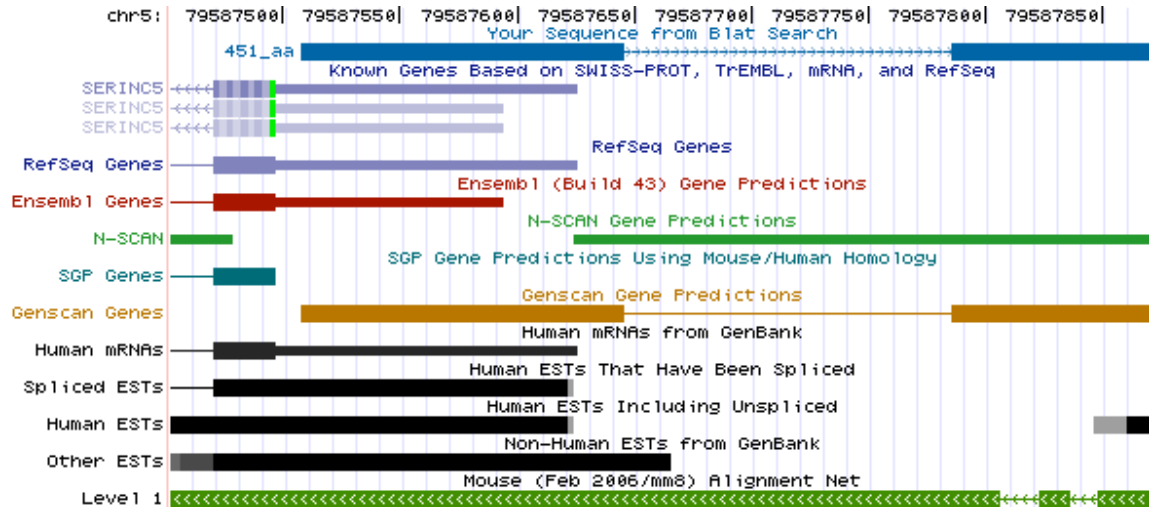 chr5: 79587500| 79587550| 79587600| 79587650| 79587700| 79587750| 79587800| 79587850|
Your Sequence from Blat Search
451_aa
Known Genes Based on SWISS-PROT, TrEMBL, mRNA, and RefSeq
SERINC5
SERINC5
SERINC5
RefSeq Genes
RefSeq Genes
Ensembl (Build 43) Gene Predictions
Ensembl Genes
N-SCAN Gene Predictions
N-SCAN
SGP Gene Predictions Using Mouse/Human Homology
SGP Genes
Genscan Gene Predictions
Genscan Genes
Human mRNAs from GenBank
Human mRNAs
Human ESTs That Have Been Spliced
Spliced ESTs
Human ESTs Including Unspliced
Human ESTs
Non-Human ESTs from GenBank
Other ESTs
Mouse (Feb 2006/mm8) Alignment Net
Level 1